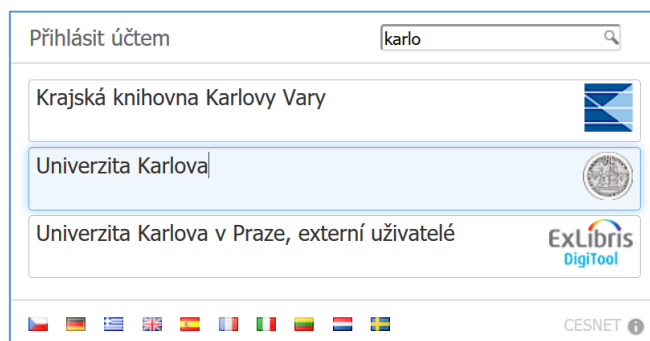 Přihlásit účtem
karlo
Krajská knihovna Karlovy Vary
Univerzita Karlova
Univerzita Karlova v Praze, externí uživatelé
ExLibris
DigiTool
CESNET